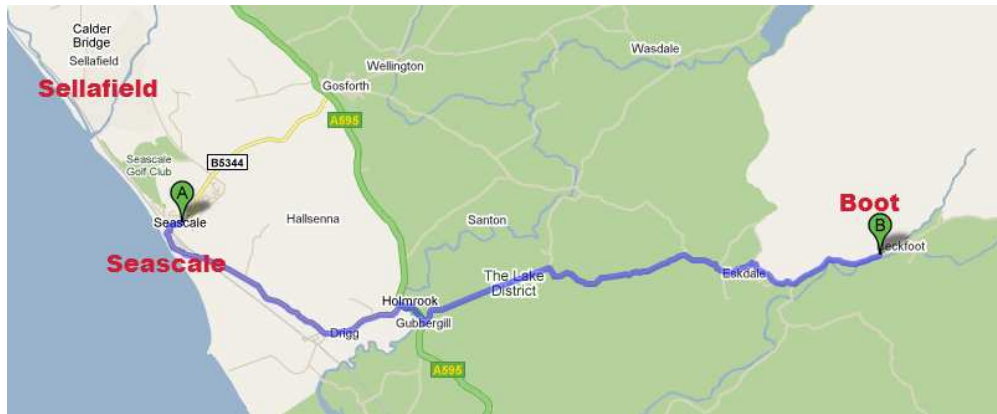 Calder
Bridge
Sellafield
Sellafield
Wellington
Wasdale
Gosforth
A595
Seascale
Golf Club
B5344
A
Seascale
Seascale
Hallsenna
Santon
Boot
B
eckfoot
Eskdale
The Lake
District
Holmrook
Gubbergill
Drigg
A595